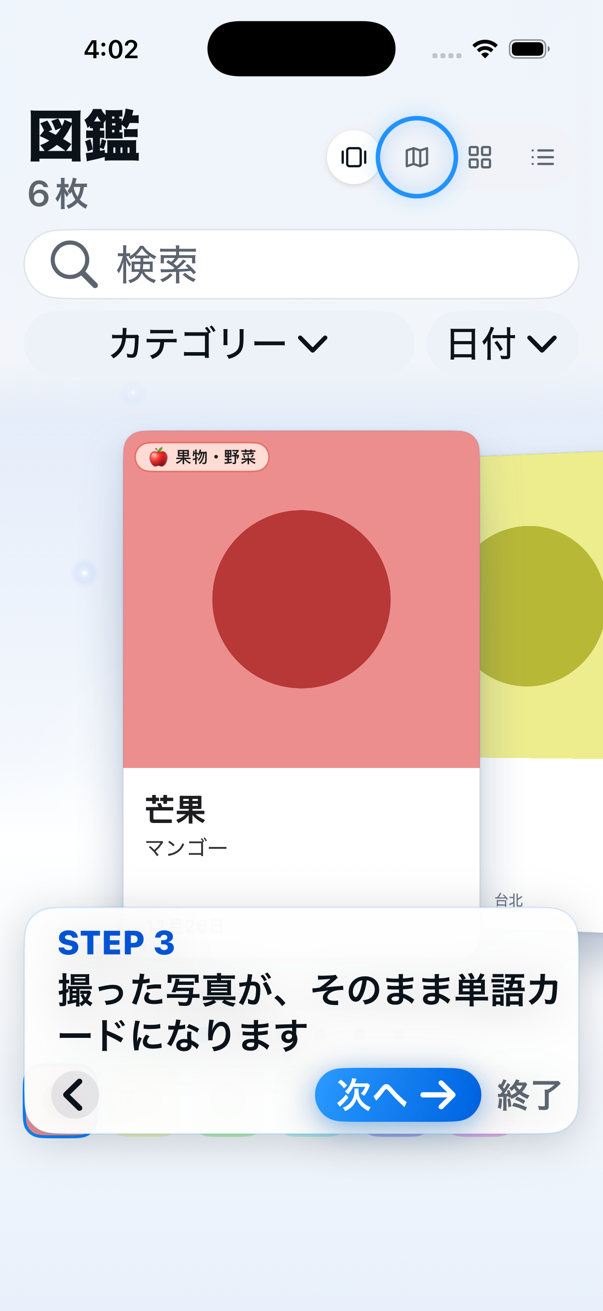 4:02
図鑑
6枚
検索
カテゴリー
日付
果物・野菜
芒果
マンゴー
台北
STEP 3
撮った写真が、そのまま単語カ
ードになります
次へ
終了